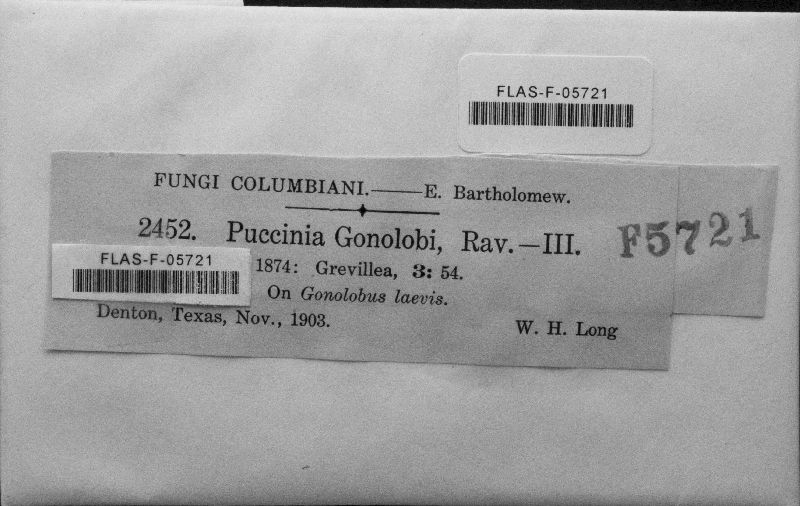 FLAS-F-05721
FUNGI COLUMBIANI.——E. Bartholomew.
2452. Puccinia Gonolobi, Rav.—III.
F5721
FLAS-F-05721
1874: Grevillea, 3: 54.
On Gonolobus laevis.
Denton, Texas, Nov., 1903.
W. H. Long